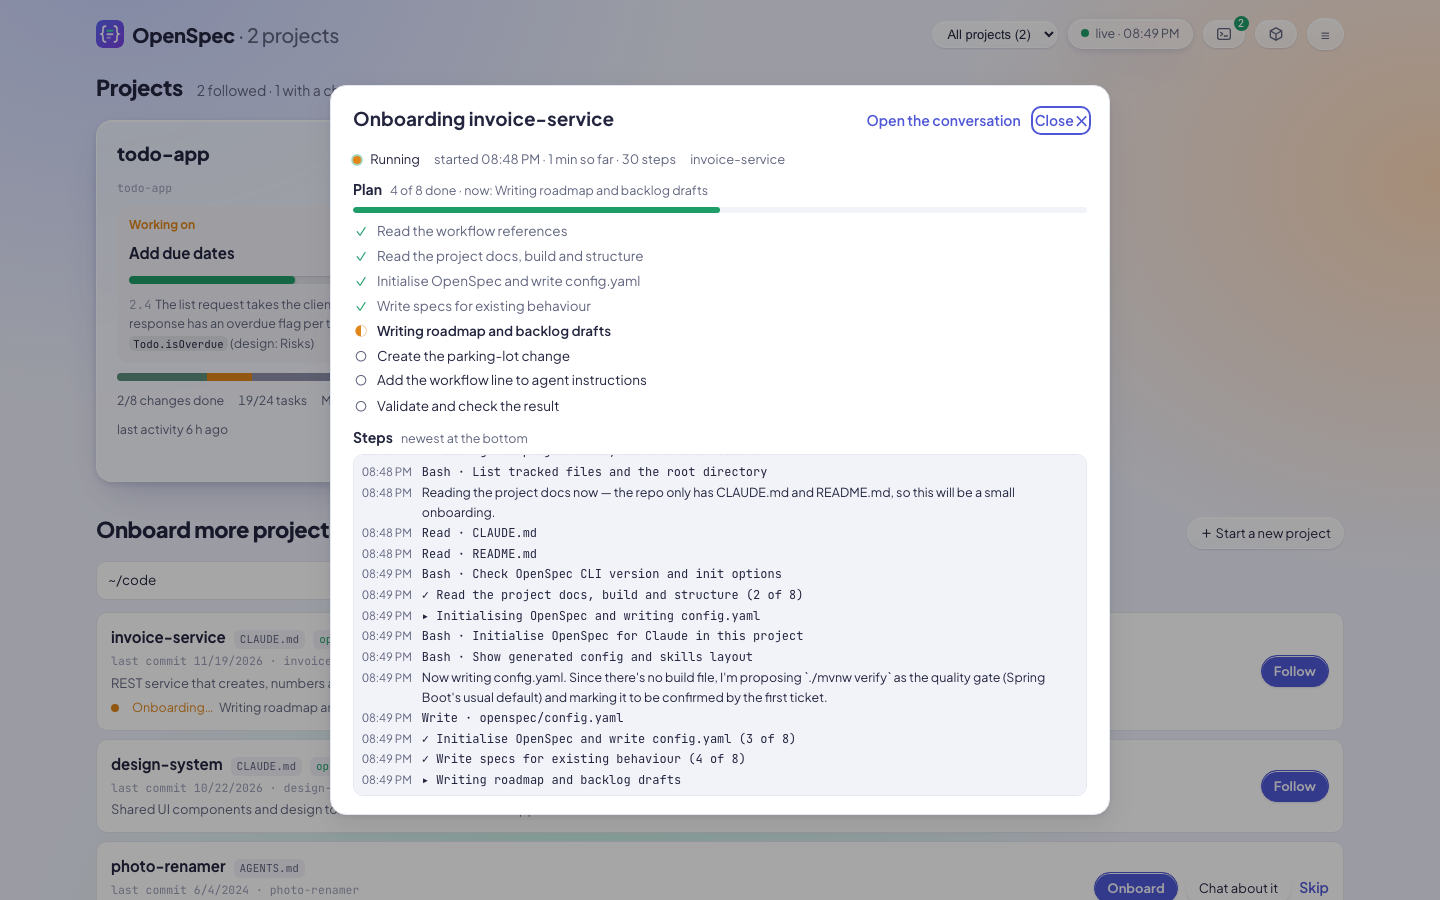 OpenSpec · 2 projects
All projects (2)
live · 08:49 PM
2
Projects 2 followed · 1 with a
todo-app
todo-app
Working on
Add due dates
2.4 The list request takes the
response has an overdue flag per
Todo.isOverdue (design: Risks)
2/8 changes done 19/24 tasks
last activity 6 h ago
Onboarding invoice-service
Open the conversation
Close
Running started 08:48 PM · 1 min so far · 30 steps invoice-service
Plan 4 of 8 done · now: Writing roadmap and backlog drafts
Read the workflow references
Read the project docs, build and structure
Initialise OpenSpec and write config.yaml
Write specs for existing behaviour
Writing roadmap and backlog drafts
Create the parking-lot change
Add the workflow line to agent instructions
Validate and check the result
Steps newest at the bottom
08:48 PM Bash · List tracked files and the root directory
08:48 PM Reading the project docs now — the repo only has CLAUDE.md and README.md, so this will be a small
onboarding.
08:48 PM Read · CLAUDE.md
08:48 PM Read · README.md
08:49 PM Bash · Check OpenSpec CLI version and init options
08:49 PM ✓ Read the project docs, build and structure (2 of 8)
08:49 PM ▸ Initialising OpenSpec and writing config.yaml
08:49 PM Bash · Initialise OpenSpec for Claude in this project
08:49 PM Bash · Show generated config and skills layout
08:49 PM Now writing config.yaml. Since there's no build file, I'm proposing `./mvnw verify` as the quality gate (Spring
Boot's usual default) and marking it to be confirmed by the first ticket.
08:49 PM Write · openspec/config.yaml
08:49 PM ✓ Initialise OpenSpec and write config.yaml (3 of 8)
08:49 PM ✓ Write specs for existing behaviour (4 of 8)
08:49 PM ▸ Writing roadmap and backlog drafts
Onboard more
+ Start a new project
~/code
invoice-service CLAUDE.md
last commit 11/19/2026 ·
REST service that creates, numbers
Onboarding… Writing roadmap
Follow
design-system CLAUDE.md
last commit 10/22/2026 ·
Shared UI components and design
Follow
photo-renamer AGENTS.md
last commit 6/4/2024 · photo-renamer
Onboard Chat about it Skip